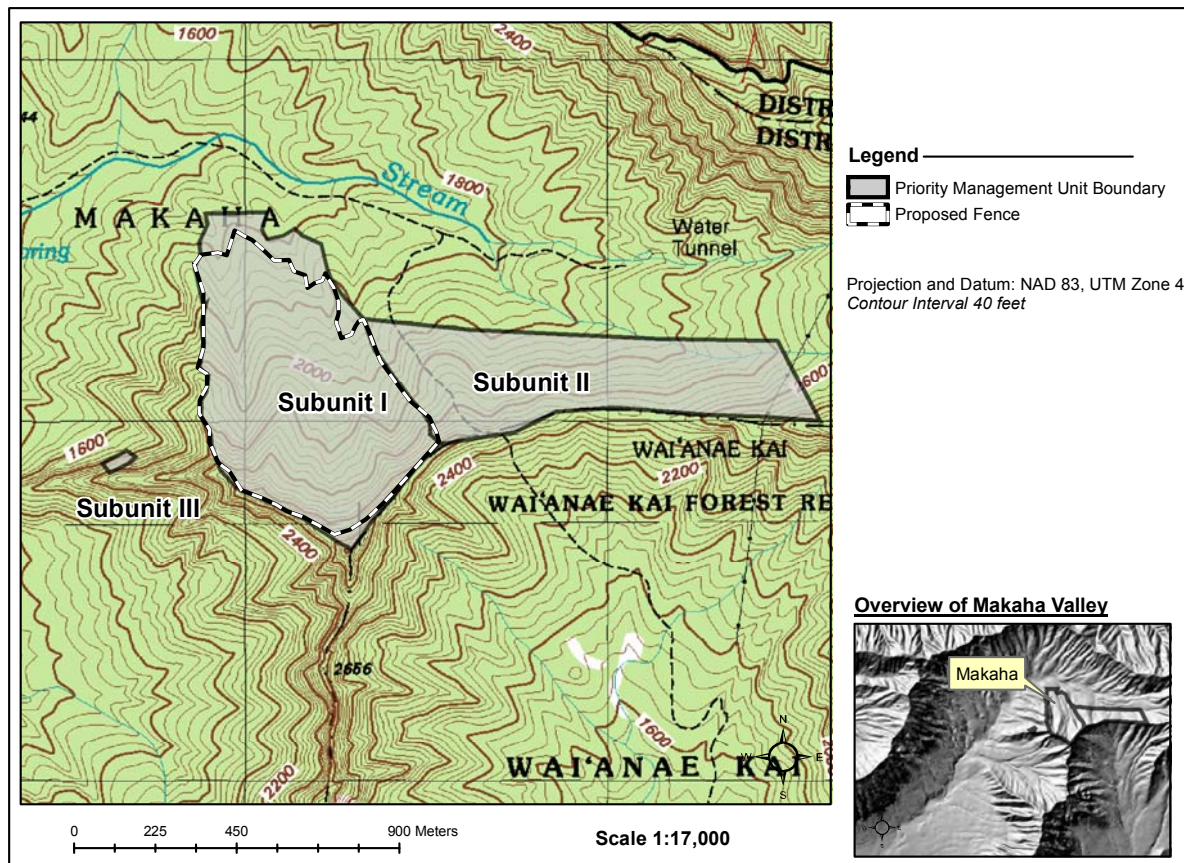 1600
2400
44
DISTR
DISTR
Stream
1800
MĀKAHA
Water
Tunnel
oring
2000
Subunit II
Subunit I
1600
WAI'ANAE KAI
2400
2200
Subunit III
WAI'ANAE KAI FOREST RE
2400
2656
1600
N
W E
S
WAI'ANAE KAI
2200
0 225 450 900 Meters
Scale 1:17,000
Legend
Priority Management Unit Boundary
Proposed Fence
Projection and Datum: NAD 83, UTM Zone 4
Contour Interval 40 feet
Overview of Makaha Valley
Makaha